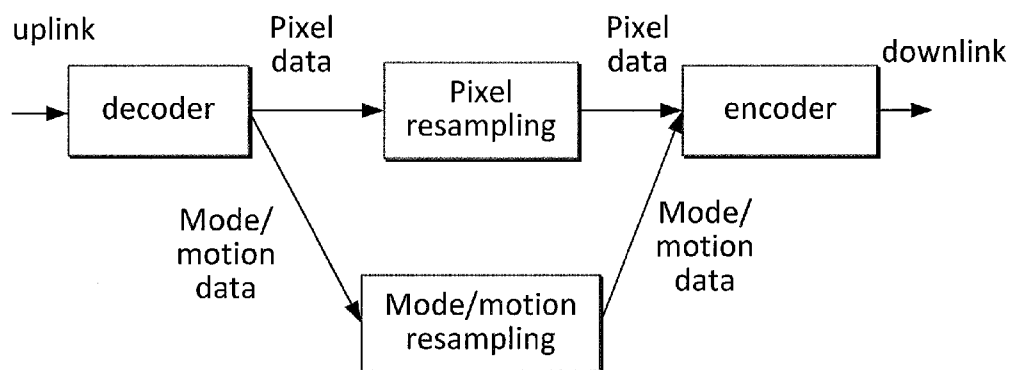 uplink
Pixel
data
Pixel
data
downlink
decoder
Pixel
resampling
encoder
Mode/
motion
data
Mode/
motion
data
Mode/motion
resampling